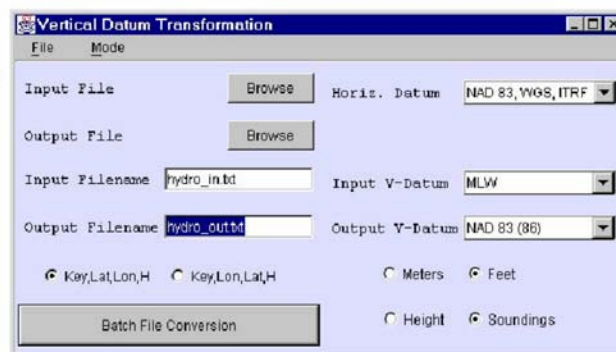 Vertical Datum Transformation
File Mode
Input File Browse Horiz. Datum NAD 83, WGS, ITRF
Output File Browse
Input Filename hydro_in.txt Input V-Datum MLW
Output Filename hydro_out.txt Output V-Datum NAD 83 (86)
Key,Lat,Lon,H Key,Lon,Lat,H Meters Feet
Batch File Conversion Height Soundings